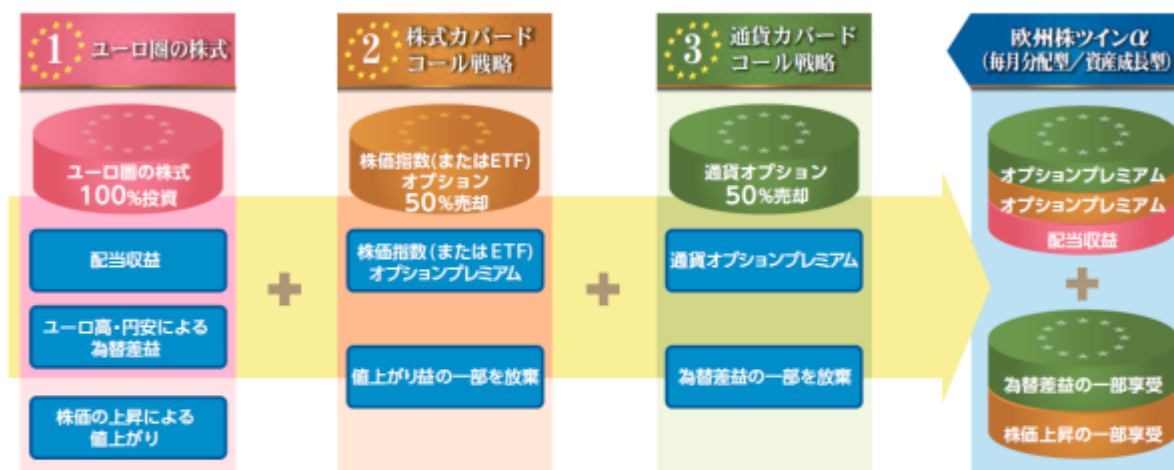 1
ユーロ圏の株式
ユーロ圏の株式
100%投資
配当収益
ユーロ高・円安による
為替差益
株価の上昇による
値上がり
2
株式カバード
コール戦略
株価指数(またはETF)
オプション
50%売却
株価指数(またはETF)
オプションプレミアム
値上がり益の一部を放棄
3
通貨カバード
コール戦略
通貨オプション
50%売却
通貨オプションプレミアム
為替差益の一部を放棄
欧州株ツインα
(毎月分配型/資産成長型)
オプションプレミアム
オプションプレミアム
配当収益
為替差益の一部享受
株価上昇の一部享受